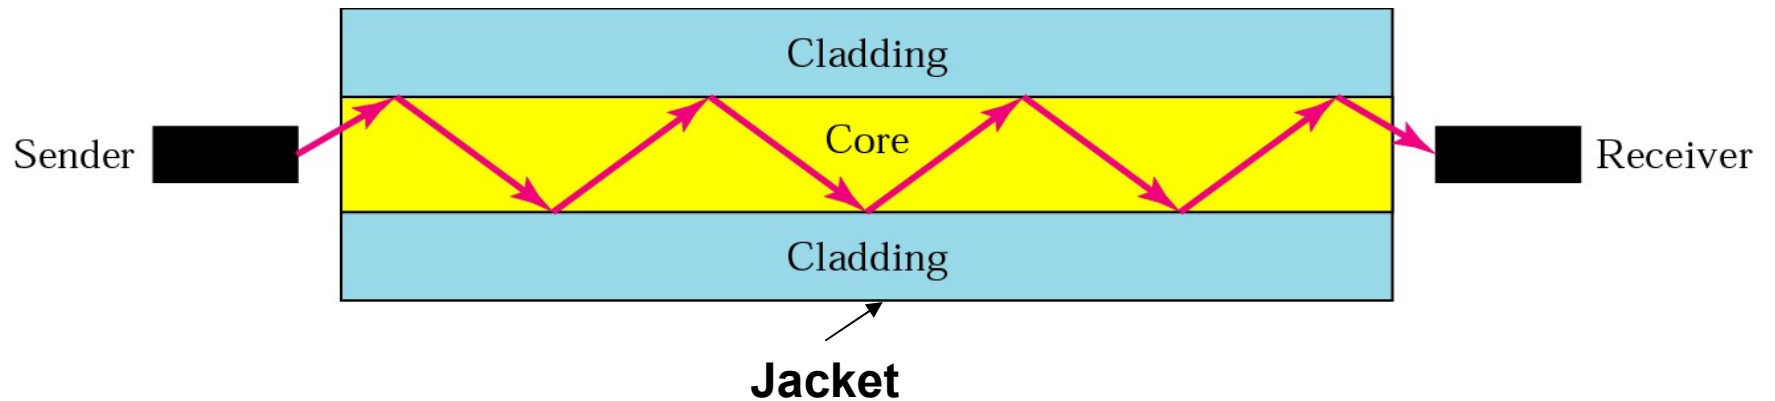 Cladding
Sender
Core
Receiver
Cladding
Jacket